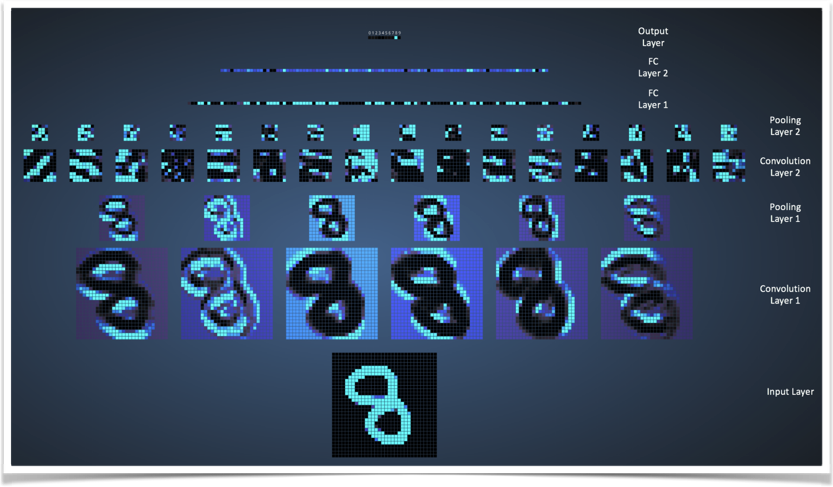 Output
Layer
0123456789
FC
Layer 2
FC
Layer 1
Pooling
Layer 2
Convolution
Layer 2
Pooling
Layer 1
Convolution
Layer 1
Input Layer